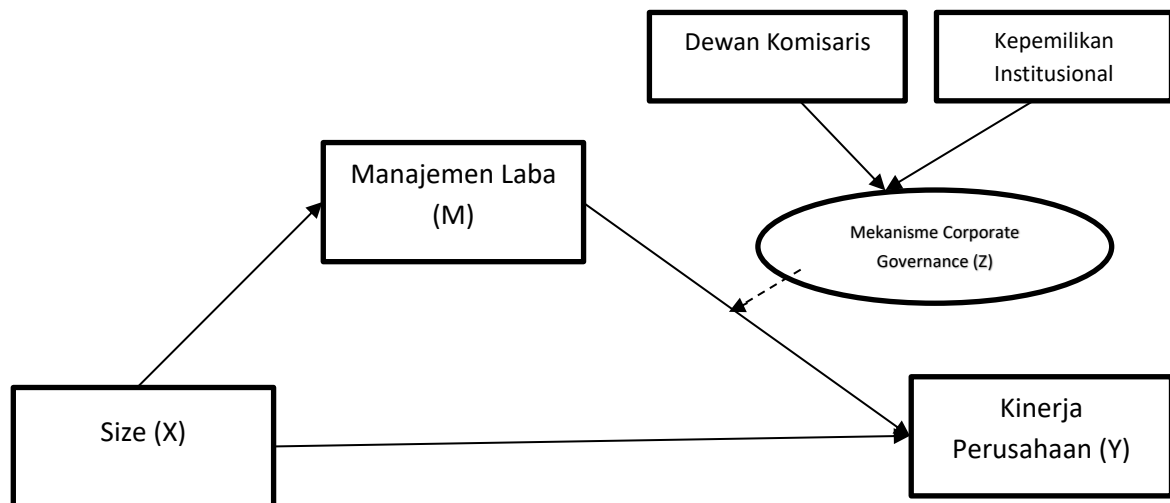 Dewan Komisaris
Kepemilikan
Institusional
Manajemen Laba
(M)
Mekanisme Corporate
Governance (Z)
Size (X)
Kinerja
Perusahaan (Y)